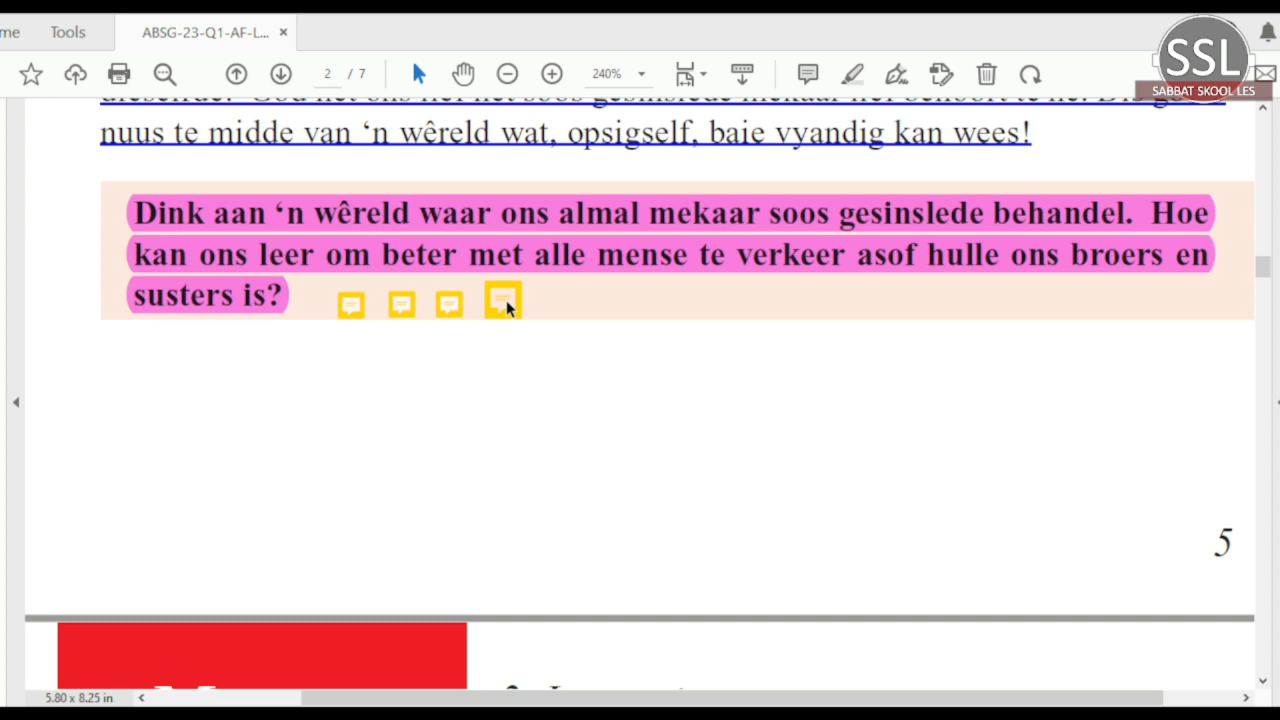 me Tools ABSG-23-Q1-AF-L... ×
2 / 7 240%
SSL
SABBAT SKOOL LES
nuus te midde van ‘n wêreld wat, opsigself, baie vyandig kan wees!
Dink aan ‘n wêreld waar ons almal mekaar soos gesinslede behandel. Hoe
kan ons leer om beter met alle mense te verkeer asof hulle ons broers en
susters is?
5
5.80 x 8.25 in